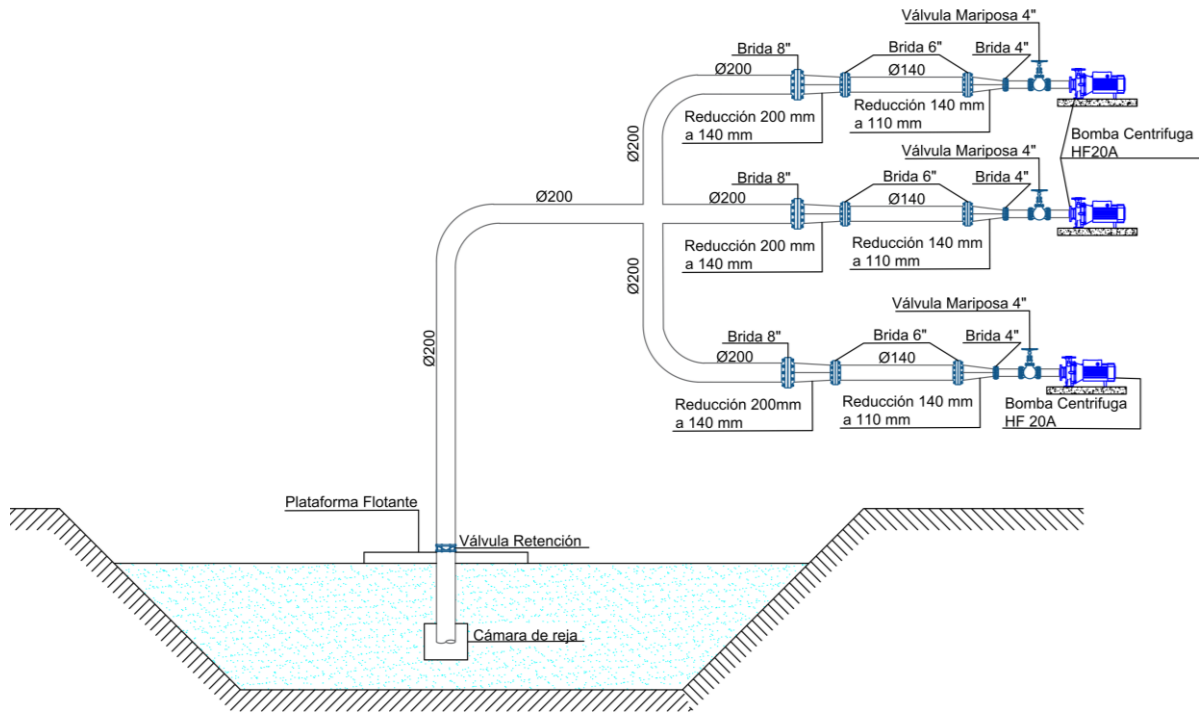 Válvula Mariposa 4"
Brida 8"
Brida 6"
Brida 4"
Ø200
Ø140
Reducción 200 mm
a 140 mm
Reducción 140 mm
a 110 mm
Bomba Centrifuga
HF20A
Ø200
Válvula Mariposa 4"
Brida 8"
Brida 6"
Brida 4"
Ø200
Ø200
Ø140
Reducción 200 mm
a 140 mm
Reducción 140 mm
a 110 mm
Ø200
Válvula Mariposa 4"
Brida 8"
Brida 6"
Brida 4"
Ø200
Ø200
Ø140
Reducción 200mm
a 140 mm
Reducción 140 mm
a 110 mm
Bomba Centrifuga
HF 20A
Plataforma Flotante
Válvula Retención
Cámara de reja